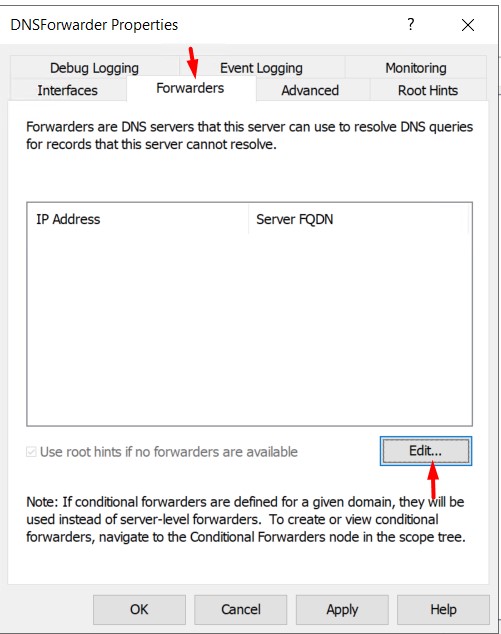 DNSForwarder Properties
?
Debug Logging
Event Logging
Monitoring
Interfaces
Forwarders
Advanced
Root Hints
Forwarders are DNS servers that this server can use to resolve DNS queries
for records that this server cannot resolve.
IP Address
Server FQDN
Use root hints if no forwarders are available
Edit...
Note: If conditional forwarders are defined for a given domain, they will be
used instead of server-level forwarders. To create or view conditional
forwarders, navigate to the Conditional Forwarders node in the scope tree.
OK
Cancel
Apply
Help